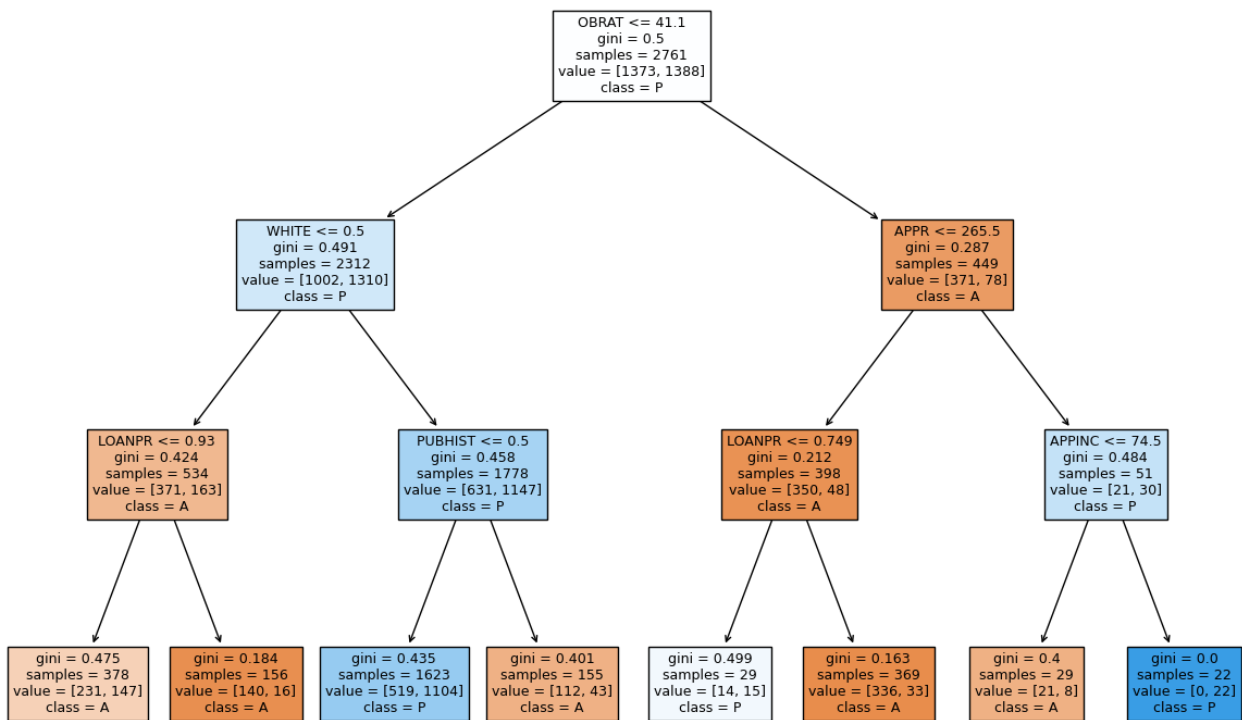 OBRAT <= 41.1
gini = 0.5
samples = 2761
value = [1373, 1388]
class = P
WHITE <= 0.5
gini = 0.491
samples = 2312
value = [1002, 1310]
class = P
APPR <= 265.5
gini = 0.287
samples = 449
value = [371, 78]
class = A
LOANPR <= 0.93
gini = 0.424
samples = 534
value = [371, 163]
class = A
PUBHIST <= 0.5
gini = 0.458
samples = 1778
value = [631, 1147]
class = P
LOANPR <= 0.749
gini = 0.212
samples = 398
value = [350, 48]
class = A
APPINC <= 74.5
gini = 0.484
samples = 51
value = [21, 30]
class = P
gini = 0.475
samples = 378
value = [231, 147]
class = A
gini = 0.184
samples = 156
value = [140, 16]
class = A
gini = 0.435
samples = 1623
value = [519, 1104]
class = P
gini = 0.401
samples = 155
value = [112, 43]
class = A
gini = 0.499
samples = 29
value = [14, 15]
class = P
gini = 0.163
samples = 369
value = [336, 33]
class = A
gini = 0.4
samples = 29
value = [21, 8]
class = A
gini = 0.0
samples = 22
value = [0, 22]
class = P